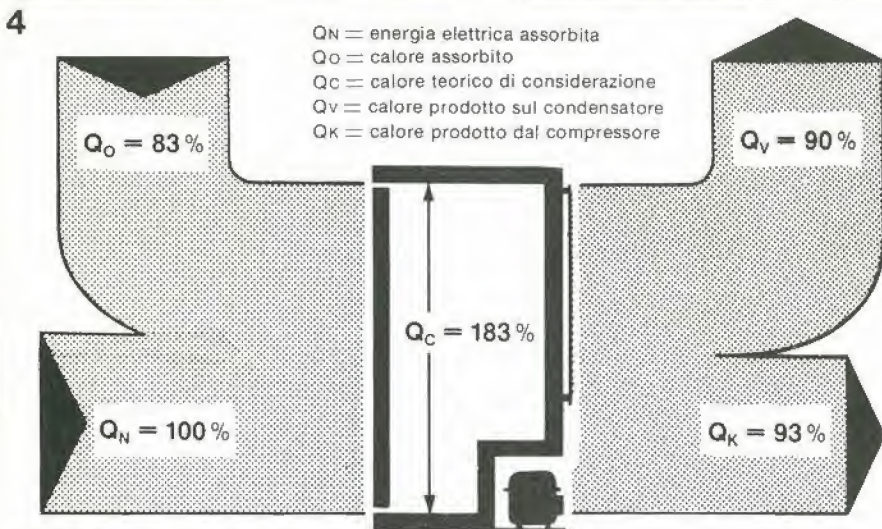 4
QN = energia elettrica assorbita
QO = calore assorbito
QC = calore teorico di considerazione
QV = calore prodotto sul condensatore
QK = calore prodotto dal compressore
QO = 83 %
QV = 90 %
QC = 183 %
QN = 100 %
QK = 93 %